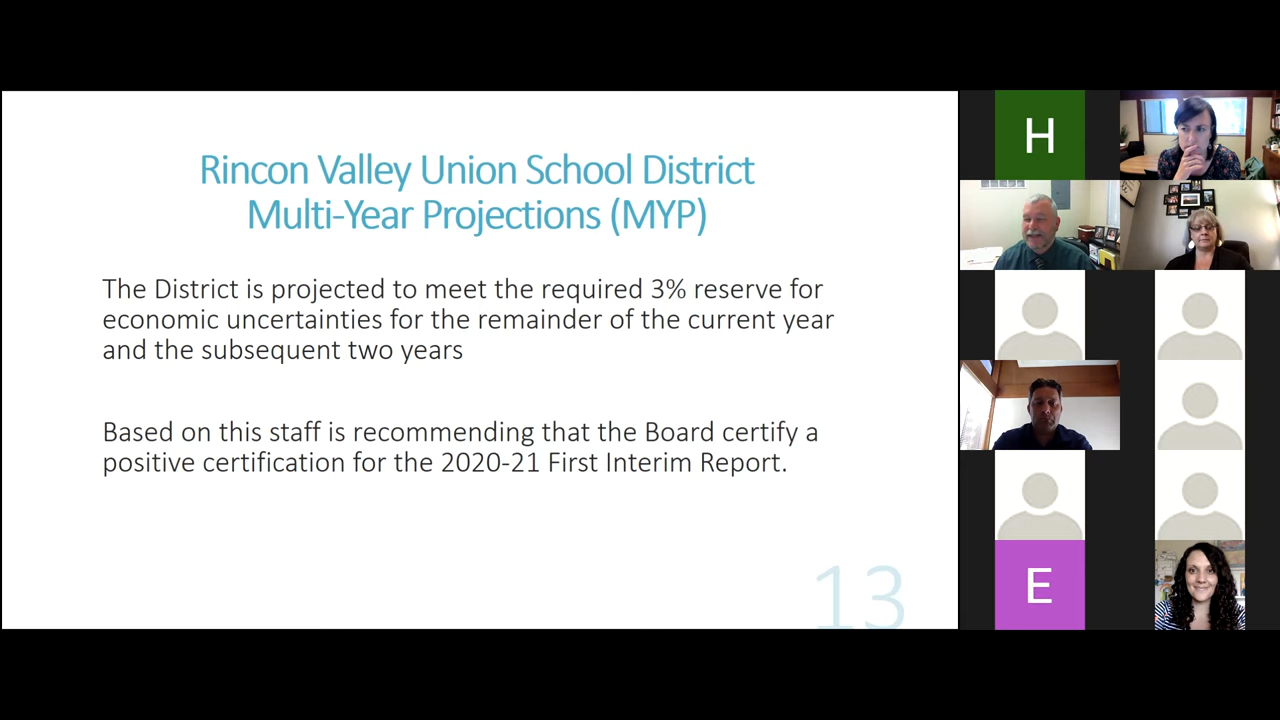 Rincon Valley Union School District
Multi-Year Projections (MYP)
The District is projected to meet the required 3% reserve for
economic uncertainties for the remainder of the current year
and the subsequent two years
Based on this staff is recommending that the Board certify a
positive certification for the 2020-21 First Interim Report.
13
H
E